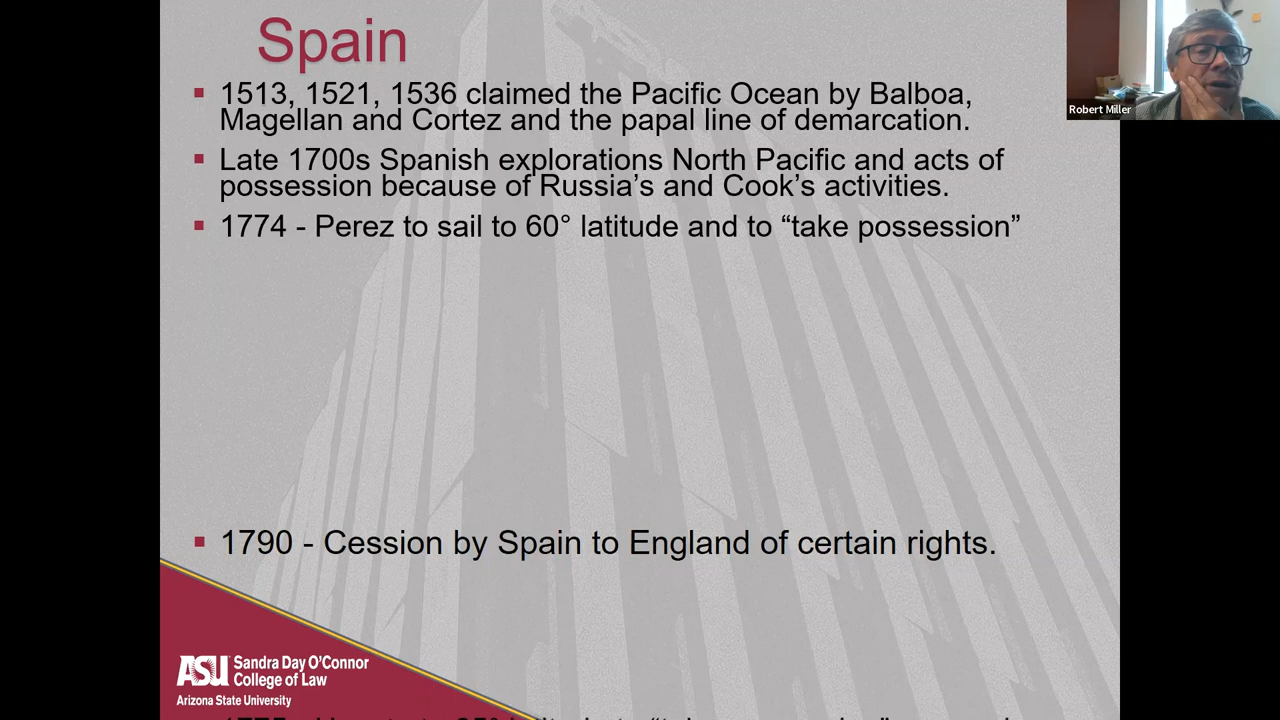 Spain
▪ 1513, 1521, 1536 claimed the Pacific Ocean by Balboa,
Magellan and Cortez and the papal line of demarcation.
▪ Late 1700s Spanish explorations North Pacific and acts of
possession because of Russia’s and Cook’s activities.
▪ 1774 - Perez to sail to 60° latitude and to “take possession”
▪ 1790 - Cession by Spain to England of certain rights.
ASU Sandra Day O’Connor
College of Law
Arizona State University
Robert Miller